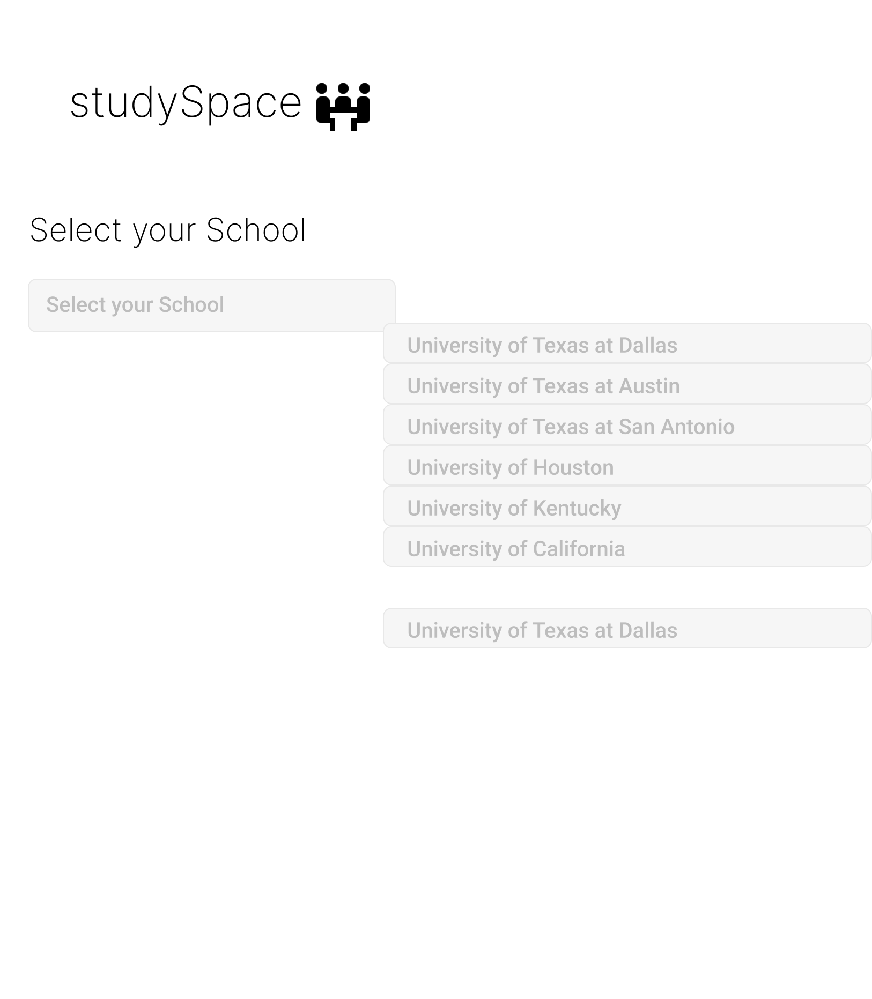 studySpace
Select your School
Select your School
University of Texas at Dallas
University of Texas at Austin
University of Texas at San Antonio
University of Houston
University of Kentucky
University of California
University of Texas at Dallas